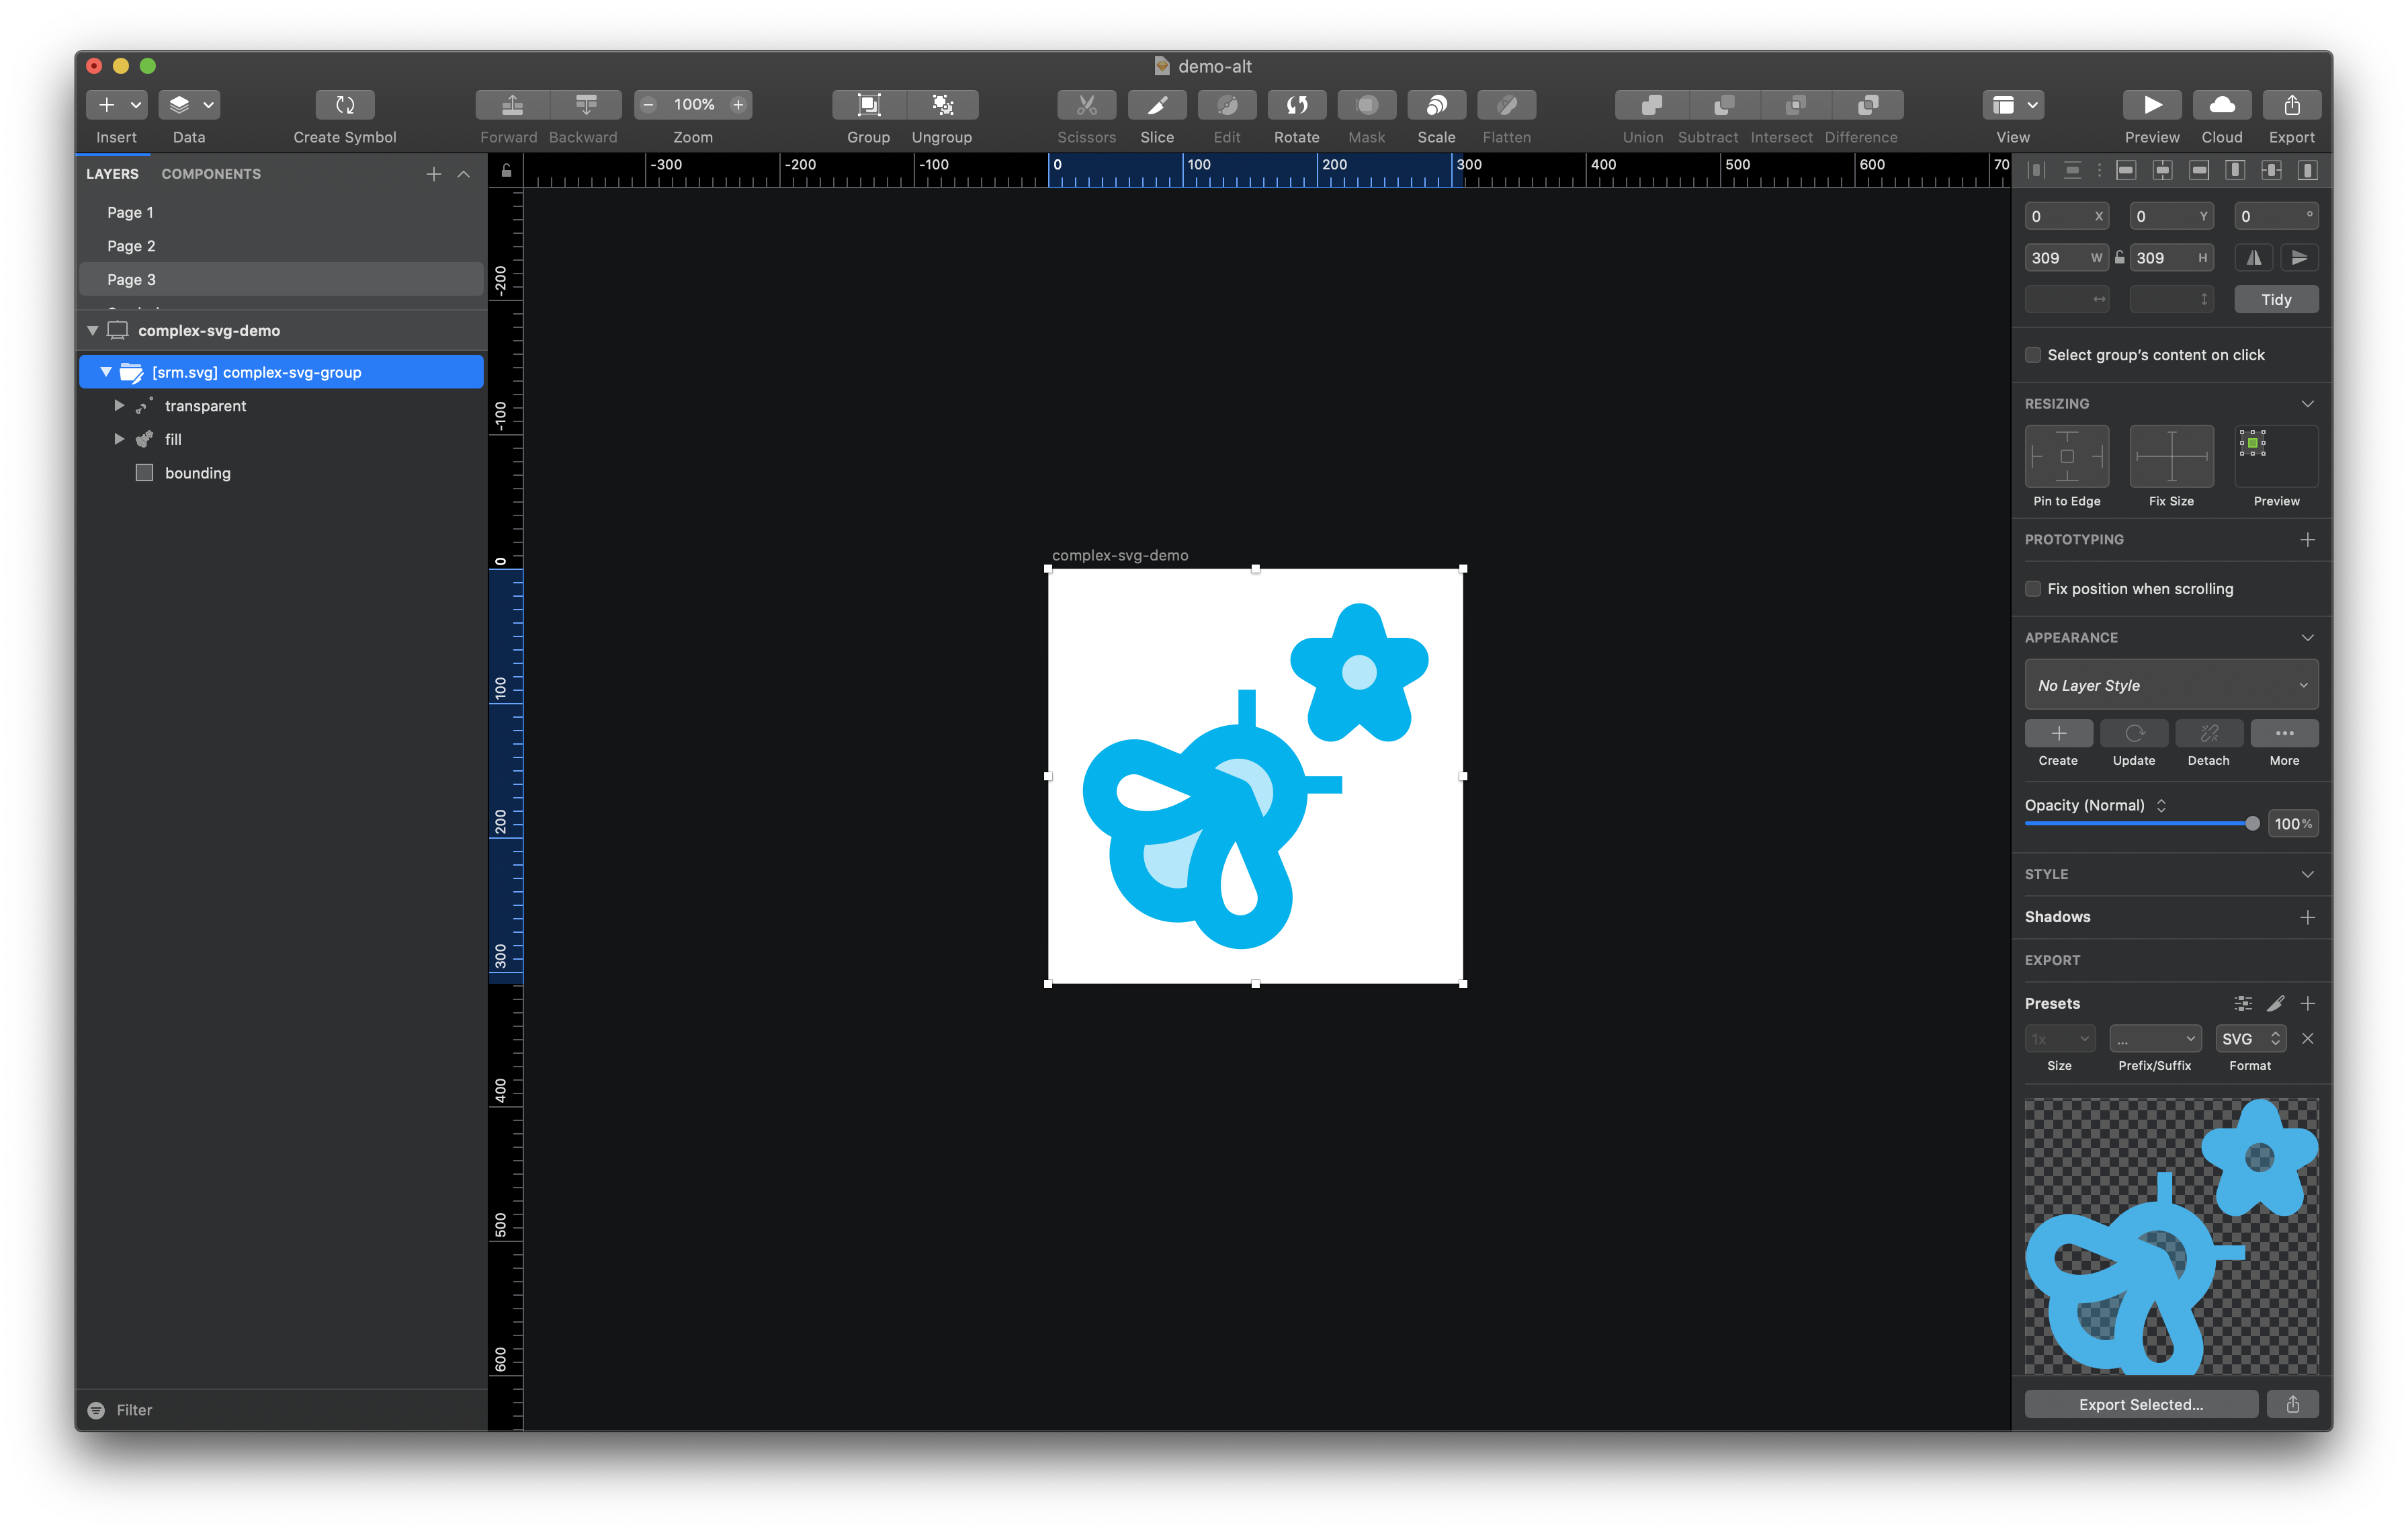 demo-alt
100%
Insert
Data
Create Symbol
Forward
Backward
Zoom
Group
Ungroup
Scissors
Slice
Edit
Rotate
Mask
Scale
Flatten
Union
Subtract
Intersect
Difference
View
Preview
Cloud
Export
LAYERS
COMPONENTS
Page 1
Page 2
Page 3
complex-svg-demo
[srm.svg] complex-svg-group
transparent
fill
bounding
Filter
-300
-200
-100
0
100
200
300
400
500
600
70
-200
-100
0
100
200
300
400
500
600
complex-svg-demo
0 X
0 Y
0 °
309 W
309 H
Tidy
Select group's content on click
RESIZING
Pin to Edge
Fix Size
Preview
PROTOTYPING
Fix position when scrolling
APPEARANCE
No Layer Style
Create
Update
Detach
More
Opacity (Normal)
100%
STYLE
Shadows
EXPORT
Presets
1x
...
SVG
Size
Prefix/Suffix
Format
Export Selected...